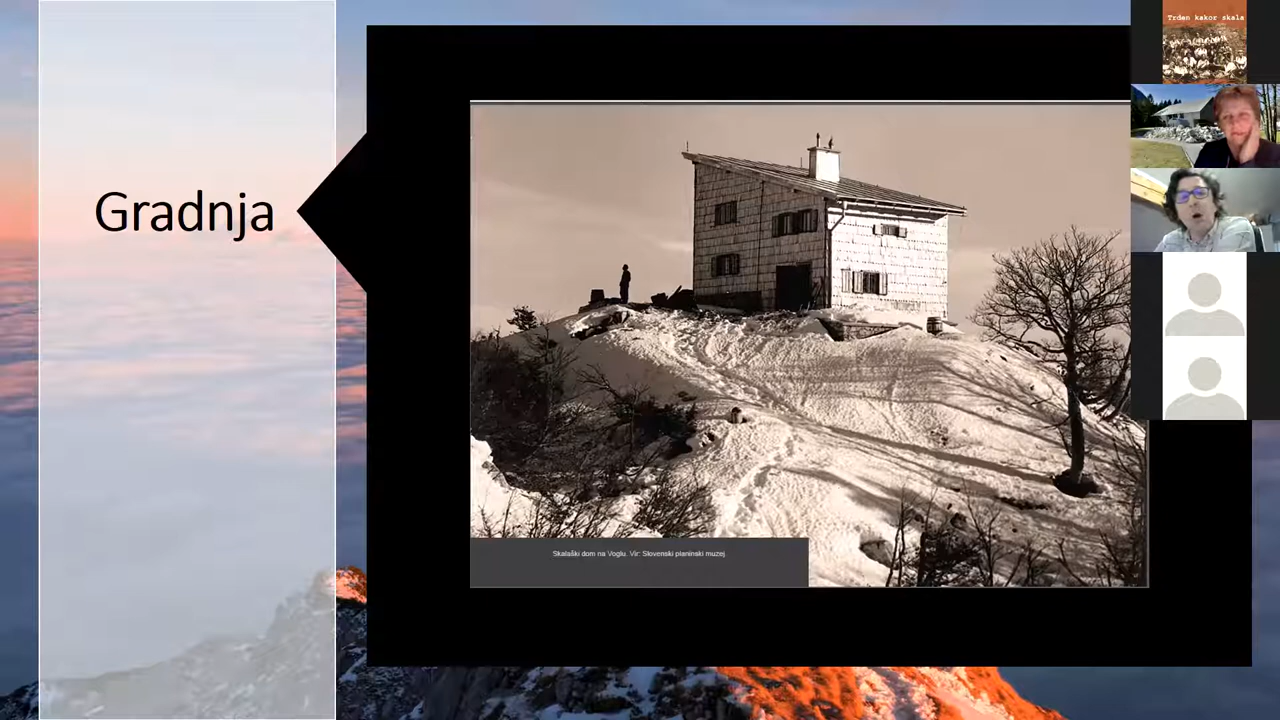 Gradnja
Trden kakor skala
Skalaški dom na Voglu. Vir: Slovenski planinski muzej